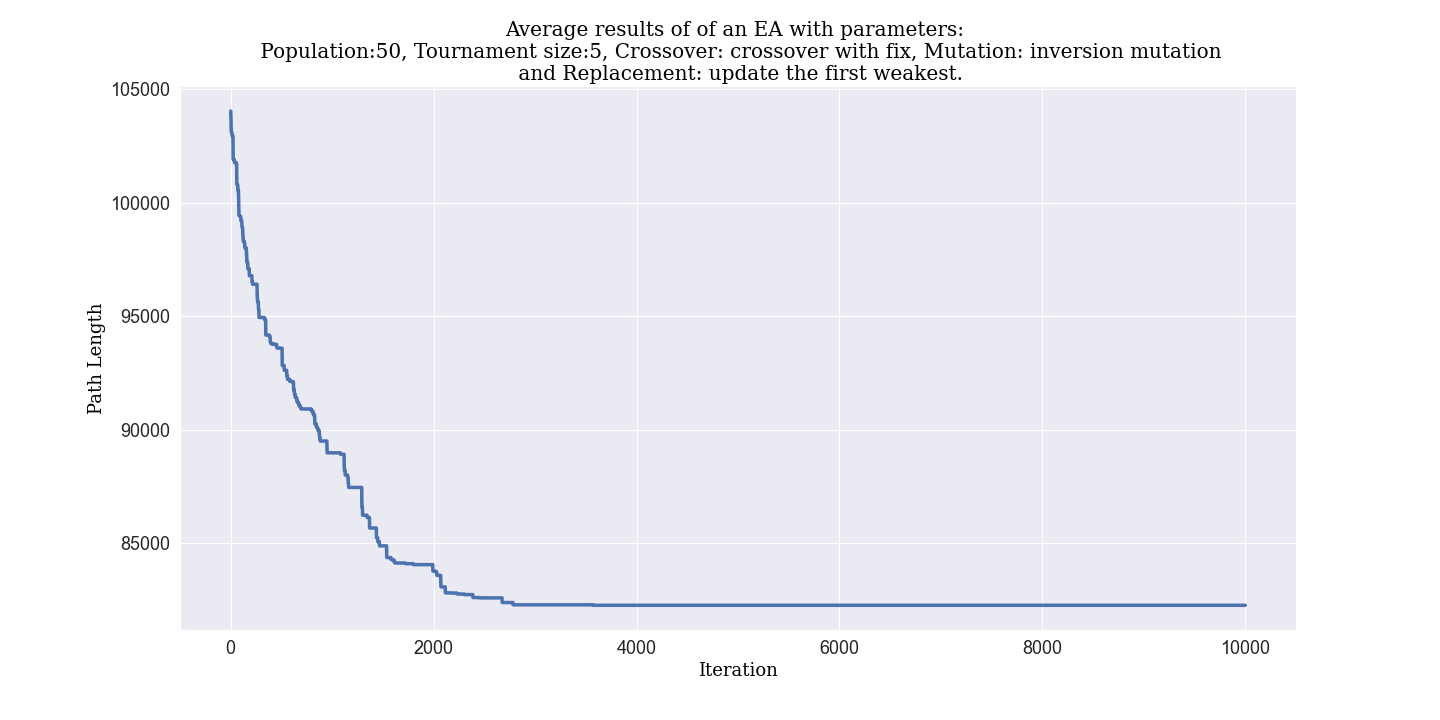 Average results of of an EA with parameters:
Population:50, Tournament size:5, Crossover: crossover with fix, Mutation: inversion mutation
and Replacement: update the first weakest.
105000
100000
95000
90000
85000
Path Length
0 2000 4000 6000 8000 10000
Iteration